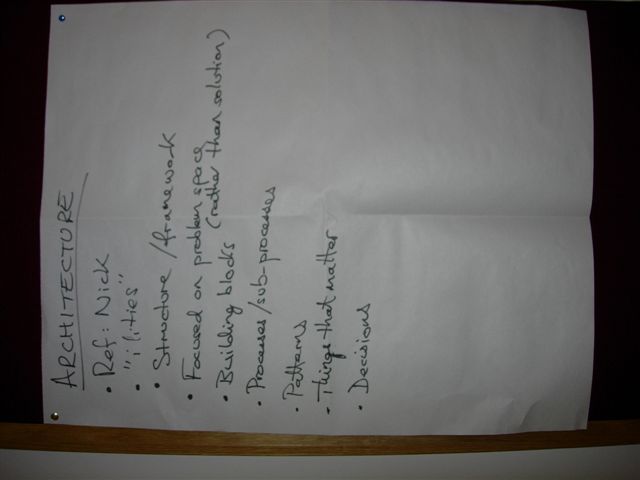 ARCHITECTURE
• Ref: Nick
• "ilities"
• Structure / framework
• Focused on problem space
(rather than solution)
• Building blocks
• Processes/sub-processes
• Patterns
• Things that matter
• Decisions